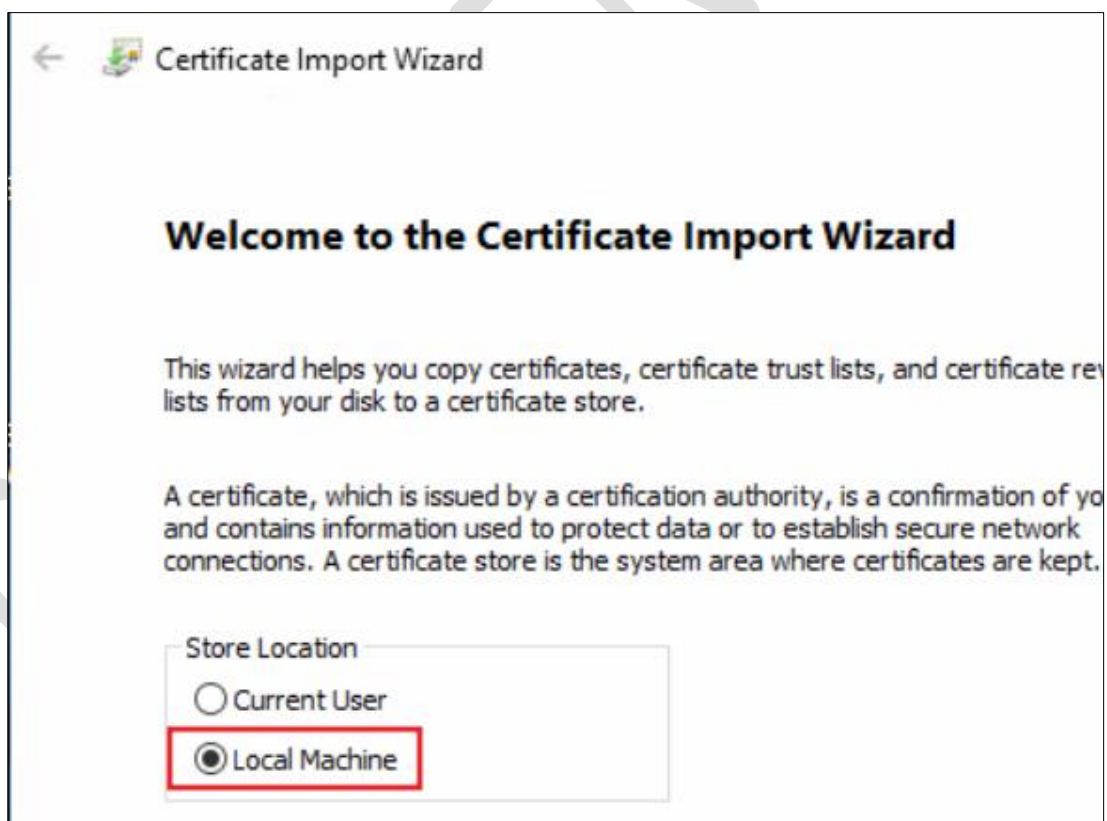 Certificate Import Wizard
Welcome to the Certificate Import Wizard
This wizard helps you copy certificates, certificate trust lists, and certificate
lists from your disk to a certificate store.
A certificate, which is issued by a certification authority, is a confirmation of
and contains information used to protect data or to establish secure network
connections. A certificate store is the system area where certificates are kept.
Store Location
Current User
Local Machine